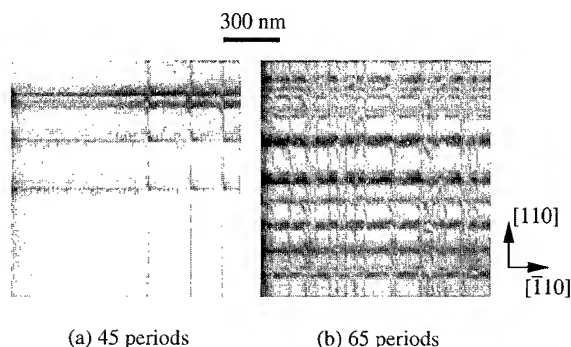 300 nm
[110]
[1̄10]
(a) 45 periods
(b) 65 periods